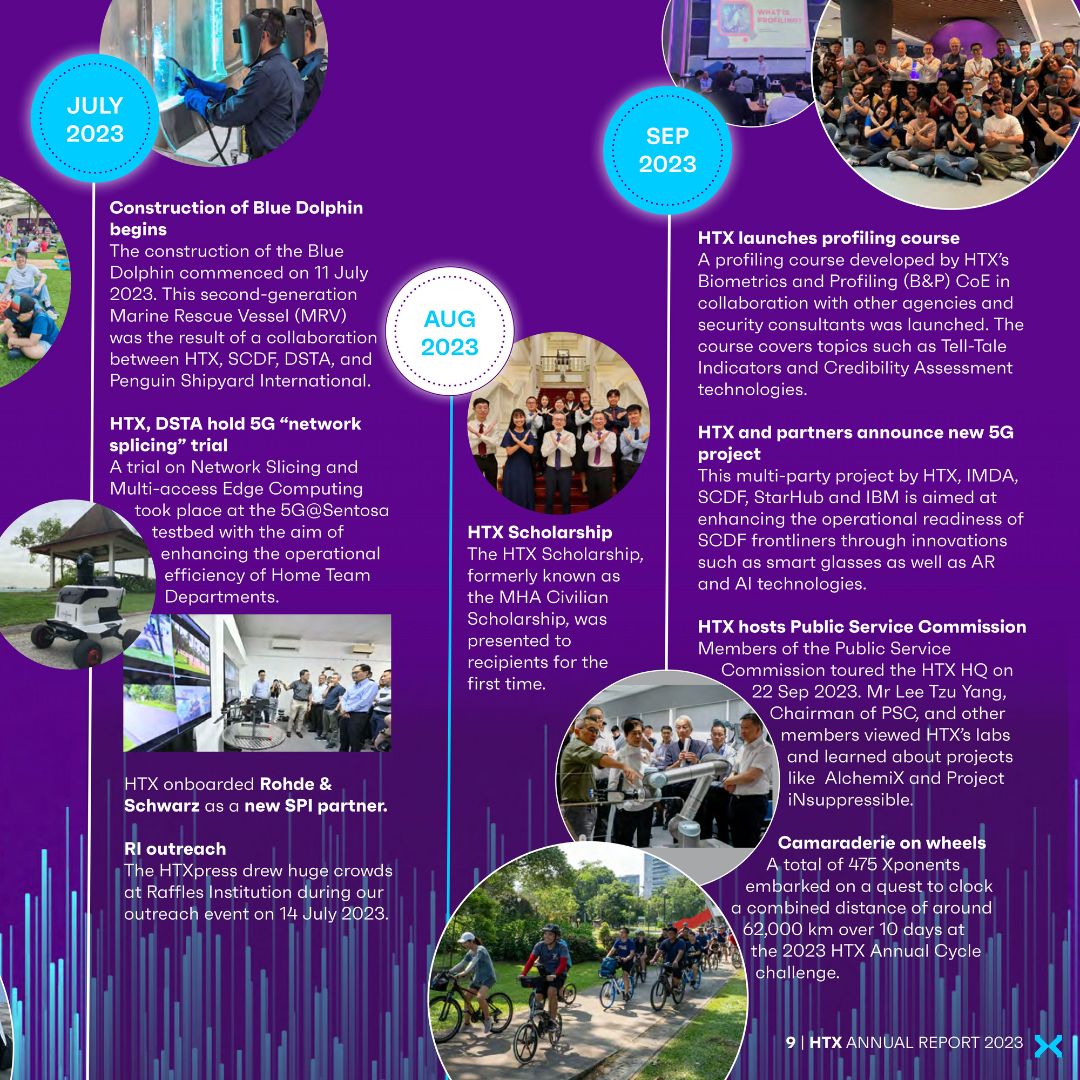 JULY
2023
Construction of Blue Dolphin
begins
The construction of the Blue
Dolphin commenced on 11 July
2023. This second-generation
Marine Rescue Vessel (MRV)
was the result of a collaboration
between HTX, SCDF, DSTA, and
Penguin Shipyard International.
HTX, DSTA hold 5G “network
splicing” trial
A trial on Network Slicing and
Multi-access Edge Computing
took place at the 5G@Sentosa
testbed with the aim of
enhancing the operational
efficiency of Home Team
Departments.
HTX onboarded Rohde &
Schwarz as a new SPI partner.
RI outreach
The HTXpress drew huge crowds
at Raffles Institution during our
outreach event on 14 July 2023.
AUG
2023
HTX Scholarship
The HTX Scholarship,
formerly known as
the MHA Civilian
Scholarship, was
presented to
recipients for the
first time.
WHAT IS
PROFILING?
SEP
2023
HTX launches profiling course
A profiling course developed by HTX’s
Biometrics and Profiling (B&P) CoE in
collaboration with other agencies and
security consultants was launched. The
course covers topics such as Tell-Tale
Indicators and Credibility Assessment
technologies.
HTX and partners announce new 5G
project
This multi-party project by HTX, IMDA,
SCDF, StarHub and IBM is aimed at
enhancing the operational readiness of
SCDF frontliners through innovations
such as smart glasses as well as AR
and AI technologies.
HTX hosts Public Service Commission
Members of the Public Service
Commission toured the HTX HQ on
22 Sep 2023. Mr Lee Tzu Yang,
Chairman of PSC, and other
members viewed HTX’s labs
and learned about projects
like AlchemiX and Project
iNsuppressible.
Camaraderie on wheels
A total of 475 Xponents
embarked on a quest to clock
a combined distance of around
62,000 km over 10 days at
the 2023 HTX Annual Cycle
challenge.
9 | HTX ANNUAL REPORT 2023